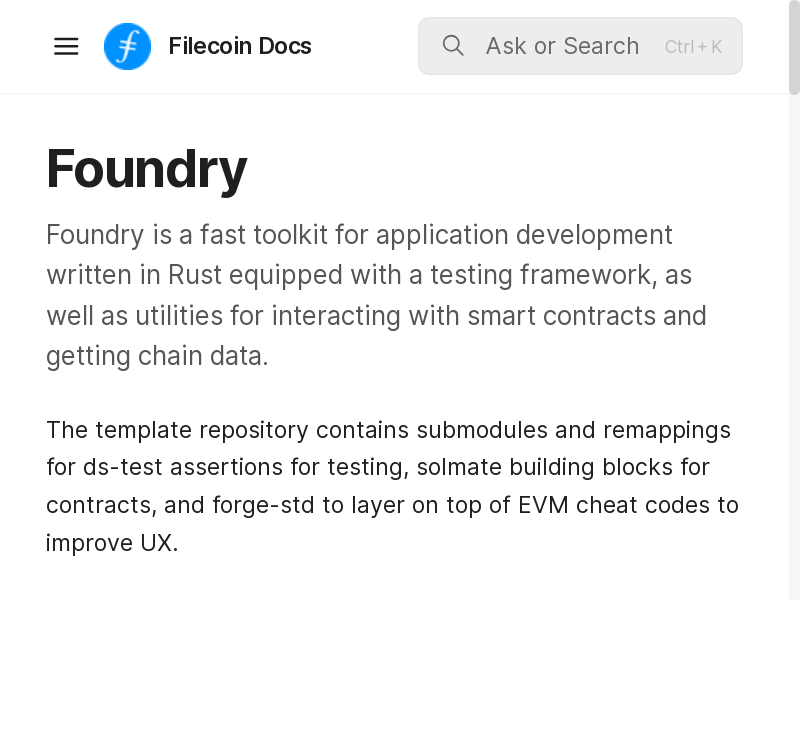 Filecoin Docs
Ask or Search
Ctrl + K
Foundry
Foundry is a fast toolkit for application development
written in Rust equipped with a testing framework, as
well as utilities for interacting with smart contracts and
getting chain data.
The template repository contains submodules and remappings
for ds-test assertions for testing, solmate building blocks for
contracts, and forge-std to layer on top of EVM cheat codes to
improve UX.